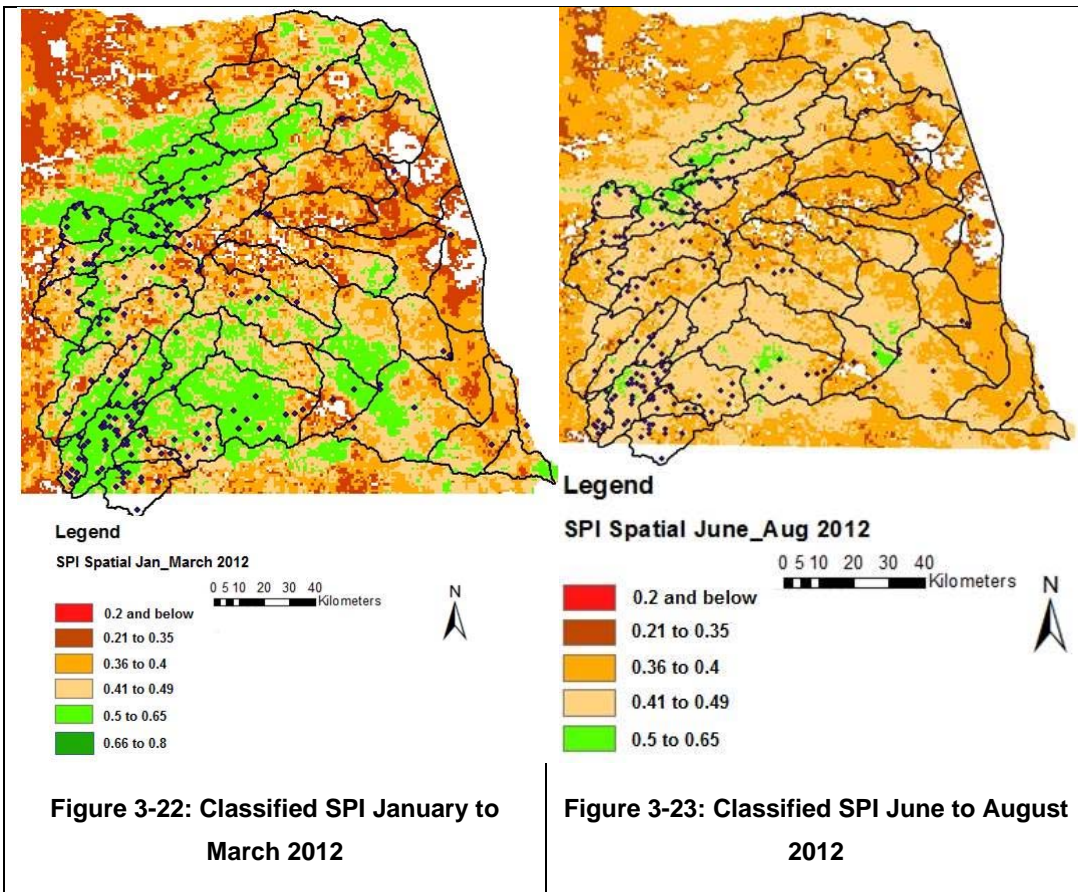 Legend
SPI Spatial Jan_March 2012
0 5 10 20 30 40
Kilometers
N
0.2 and below
0.21 to 0.35
0.36 to 0.4
0.41 to 0.49
0.5 to 0.65
0.66 to 0.8
Figure 3-22: Classified SPI January to
March 2012
Legend
SPI Spatial June_Aug 2012
0 5 10 20 30 40
Kilometers
N
0.2 and below
0.21 to 0.35
0.36 to 0.4
0.41 to 0.49
0.5 to 0.65
Figure 3-23: Classified SPI June to August
2012